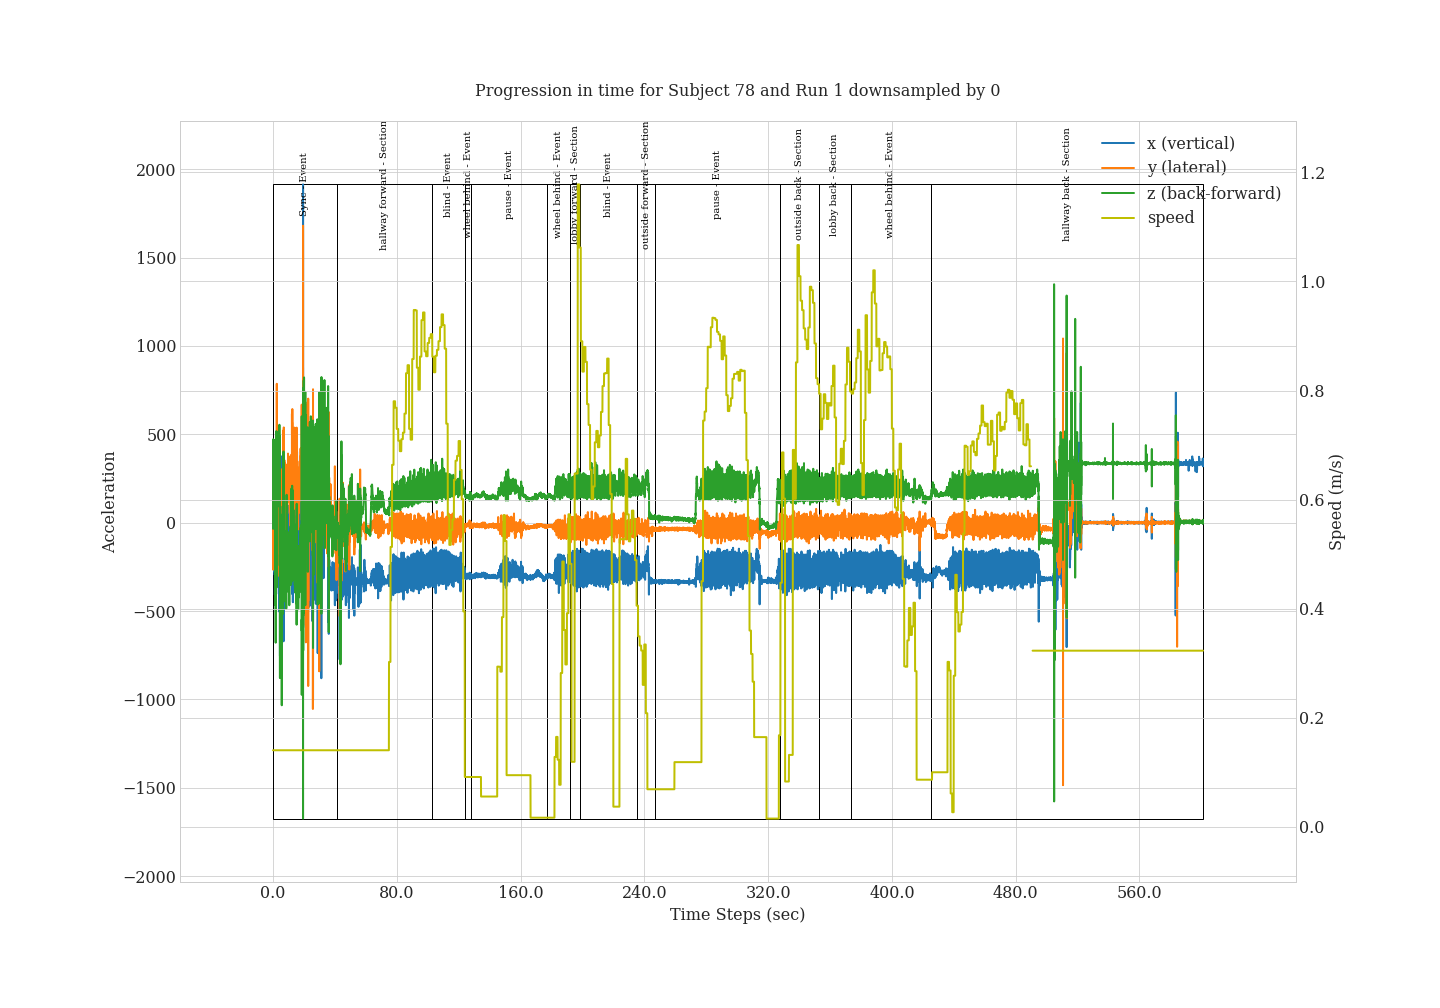 Progression in time for Subject 78 and Run 1 downsampled by 0
Sync - Event
hallway forward - Section
blind - Event
wheel behind - Event
pause - Event
wheel behind - Event
lobby forward - Section
blind - Event
outside forward - Section
pause - Event
outside back - Section
lobby back - Section
wheel behind - Event
hallway back - Section
x (vertical)
y (lateral)
z (back-forward)
speed
2000
1500
1000
500
0
−500
−1000
−1500
−2000
Acceleration
1.2
1.0
0.8
0.6
0.4
0.2
0.0
Speed (m/s)
0.0 80.0 160.0 240.0 320.0 400.0 480.0 560.0
Time Steps (sec)